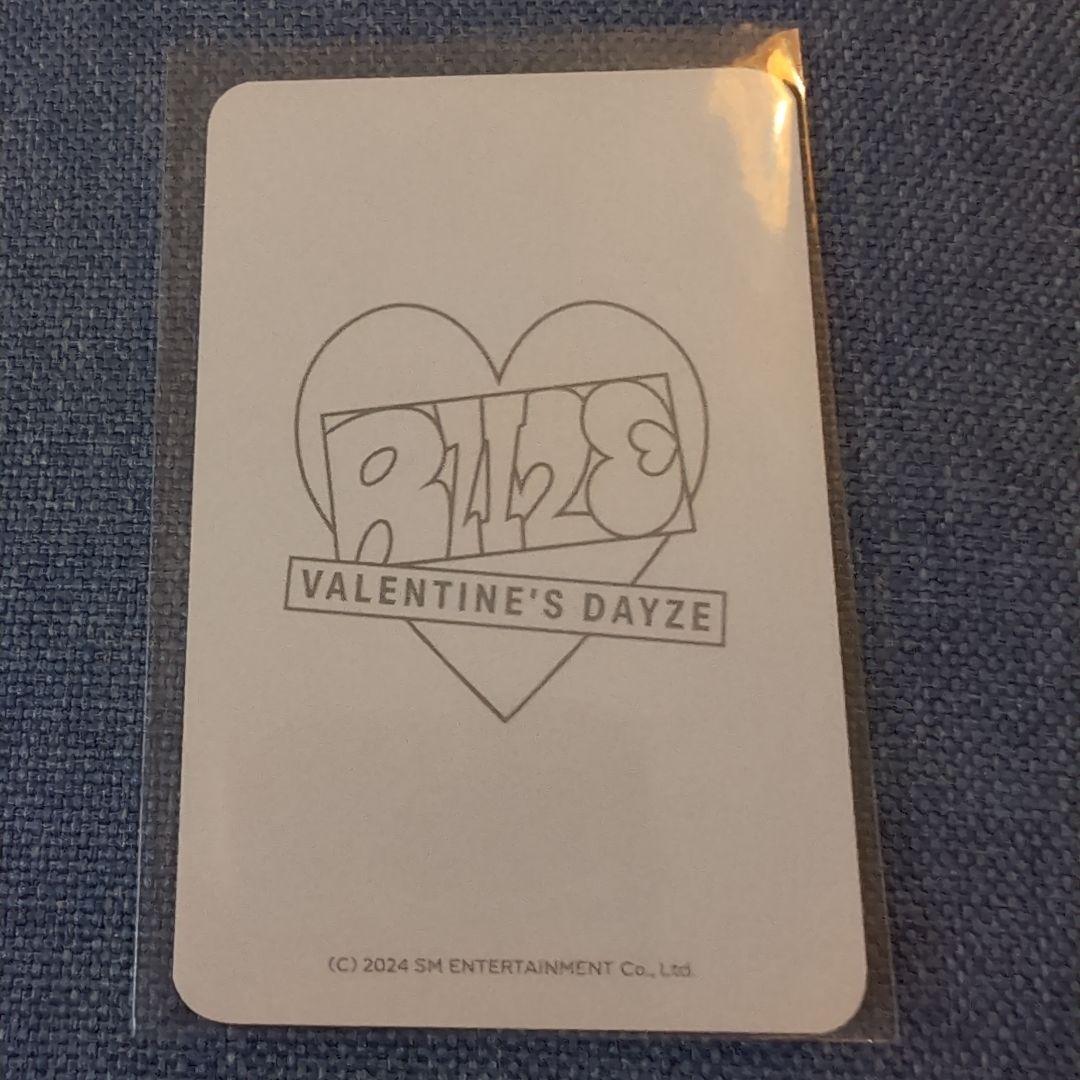 RIIZE
VALENTINE'S DAYZE
(C) 2024 SM ENTERTAINMENT Co., Ltd.